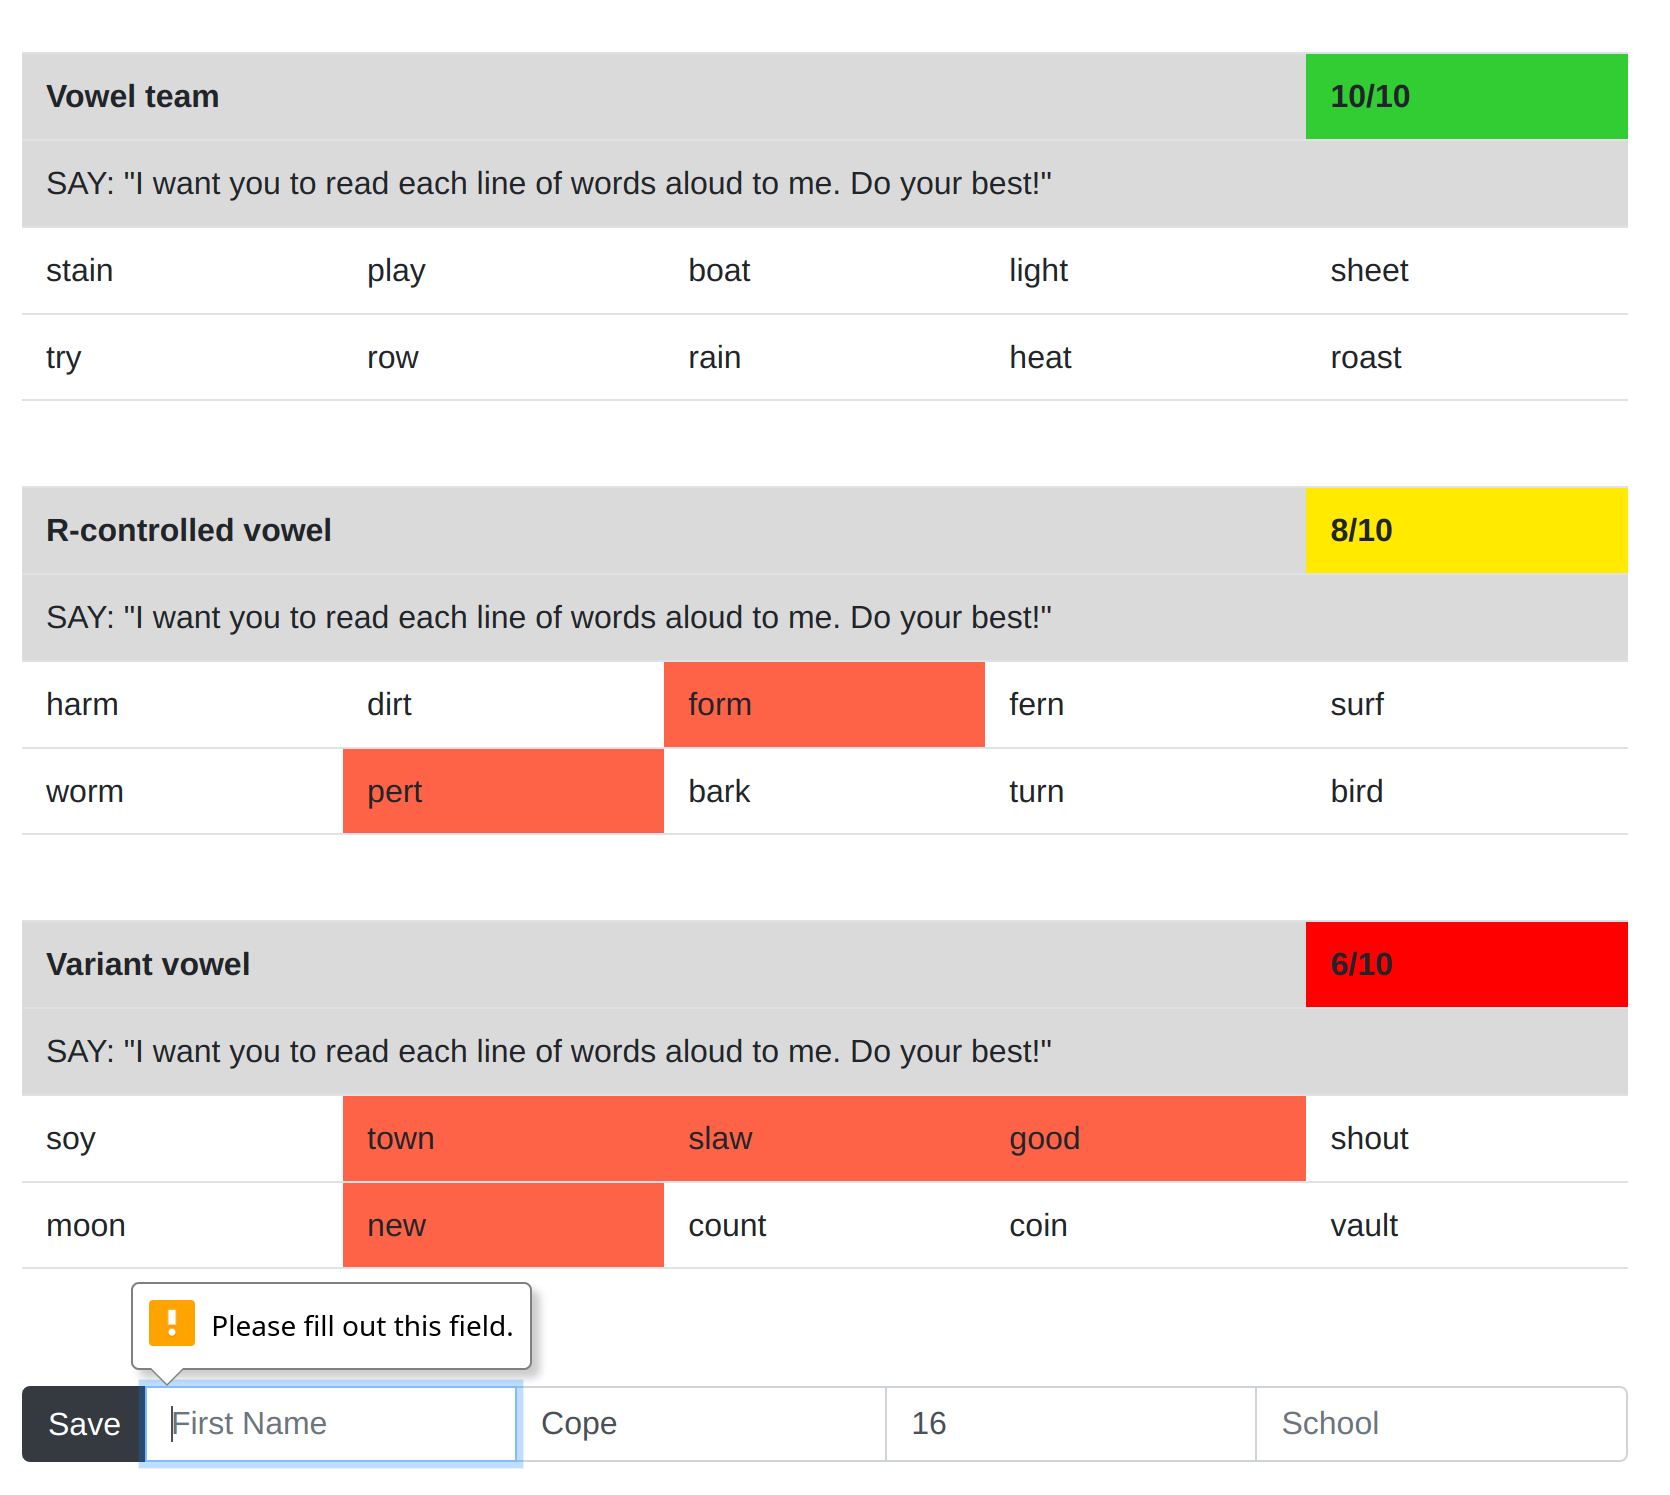 Vowel team 10/10
SAY: "I want you to read each line of words aloud to me. Do your best!"
stain play boat light sheet
try row rain heat roast
R-controlled vowel 8/10
SAY: "I want you to read each line of words aloud to me. Do your best!"
harm dirt form fern surf
worm pert bark turn bird
Variant vowel 6/10
SAY: "I want you to read each line of words aloud to me. Do your best!"
soy town slaw good shout
moon new count coin vault
Please fill out this field.
Save First Name Cope 16 School